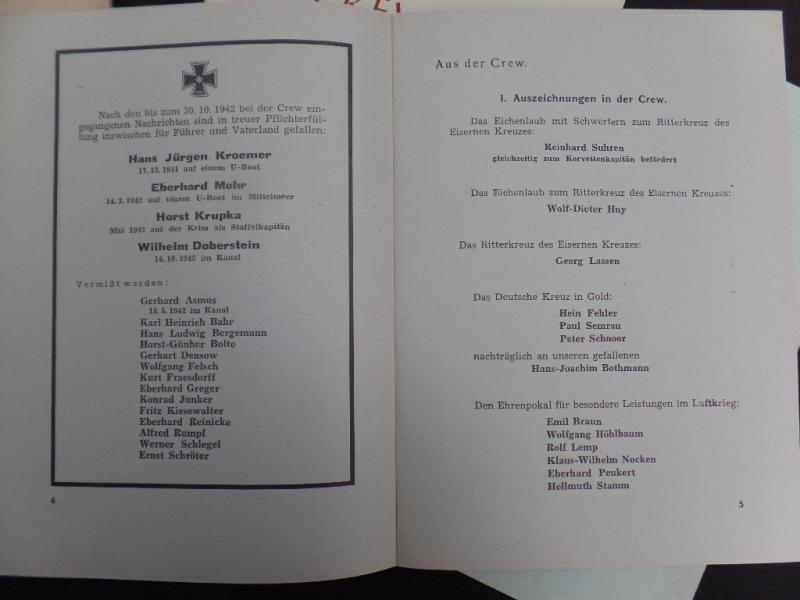 Nach den bis zum 30. 10. 1942 bei der Crew ein-
gegangenen Nachrichten sind in treuer Pflichterfül-
lung inzwischen für Führer und Vaterland gefallen:
Hans Jürgen Kroemer
17. 12. 1941 auf einem U-Boot
Eberhard Mohr
14. 3. 1942 auf einem U-Boot im Mittelmeer
Horst Krupka
Mai 1942 auf der Krim als Staffelkapitän
Wilhelm Doberstein
14. 10. 1942 im Kanal
Vermißt werden:
Gerhard Asmus
13. 5. 1942 im Kanal
Karl Heinrich Bahr
Hans Ludwig Bergemann
Horst-Günher Bolte
Gerhart Densow
Wolfgang Felsch
Kurt Fraesdorff
Eberhard Greger
Konrad Junker
Fritz Kiesewalter
Eberhard Reinicke
Alfred Rumpf
Werner Schlegel
Ernst Schröter
4
Aus der Crew.
1. Auszeichnungen in der Crew.
Das Eichenlaub mit Schwertern zum Ritterkreuz des
Eisernen Kreuzes:
Reinhard Suhren
gleichzeitig zum Korvettenkapitän befördert
Das Eichenlaub zum Ritterkreuz des Eisernen Kreuzes:
Wolf-Dieter Huy
Das Ritterkreuz des Eisernen Kreuzes:
Georg Lassen
Das Deutsche Kreuz in Gold:
Hein Fehler
Paul Semrau
Peter Schnoor
nachträglich an unseren gefallenen
Hans-Joachim Bothmann
Den Ehrenpokal für besondere Leistungen im Luftkrieg:
Emil Braun
Wolfgang Höhlbaum
Rolf Lemp
Klaus-Wilhelm Nocken
Eberhard Peukert
Hellmuth Stamm
5